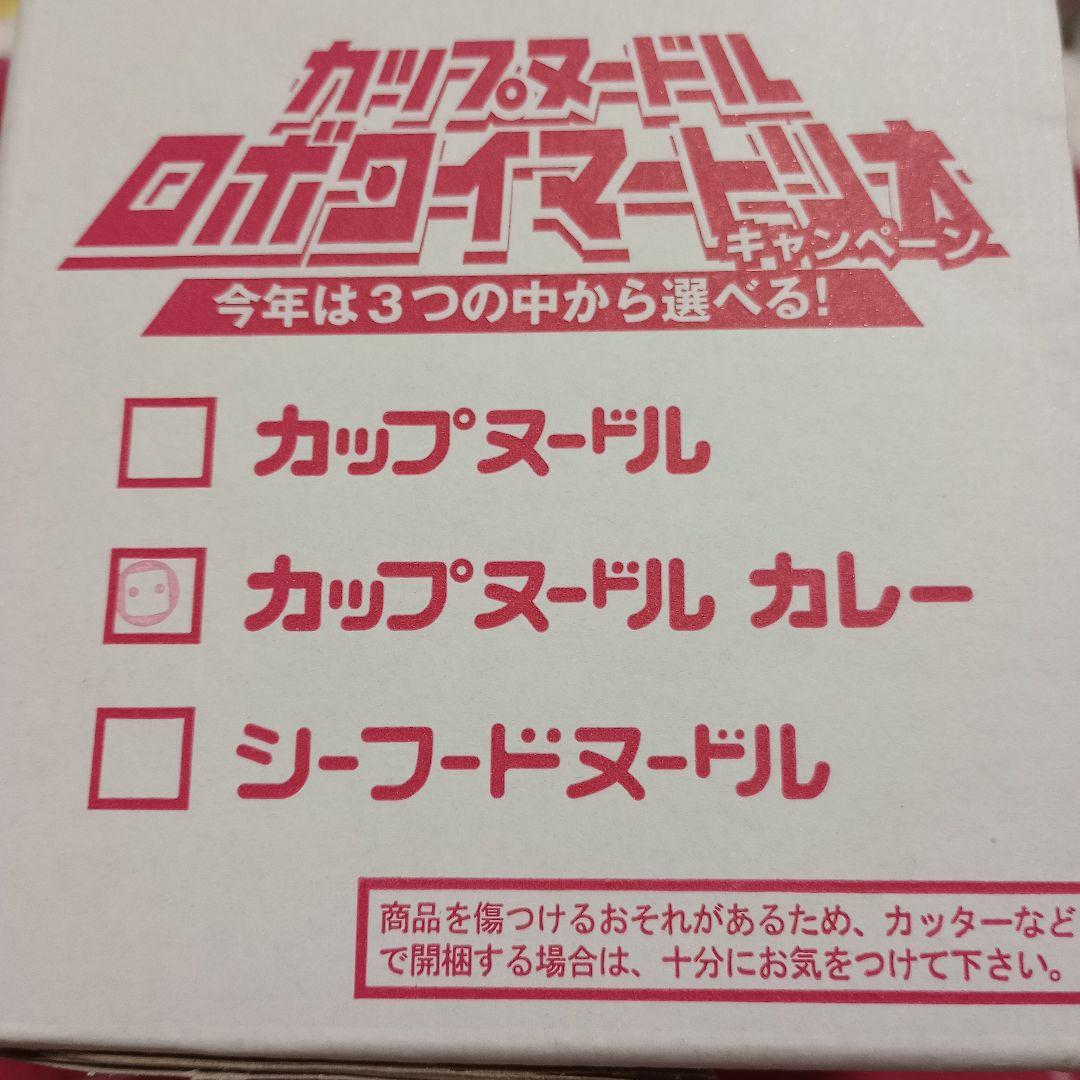 カップヌードル
ロボタイマードリオ
キャンペーン
今年は3つの中から選べる!
カップヌードル
カップヌードル カレー
シーフードヌードル
商品を傷つけるおそれがあるため、カッターなど
で開梱する場合は、十分にお気をつけて下さい。